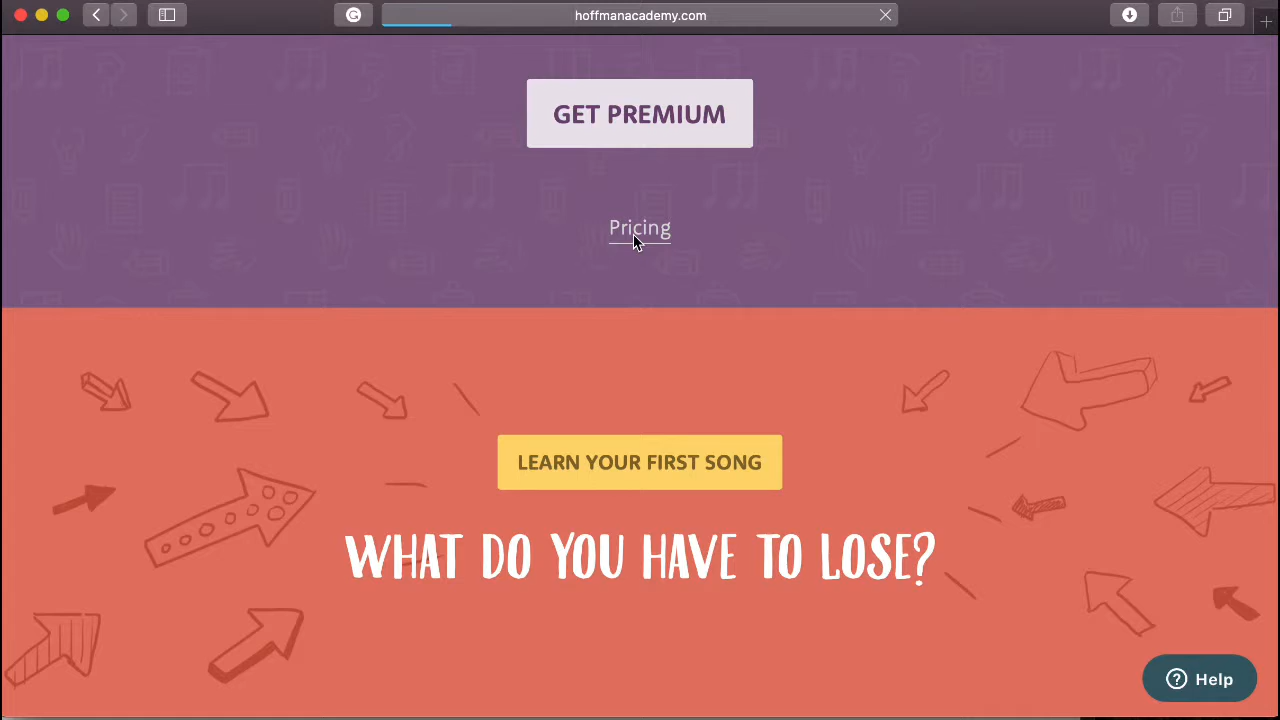 hoffmanacademy.com
GET PREMIUM
Pricing
LEARN YOUR FIRST SONG
WHAT DO YOU HAVE TO LOSE?
Help